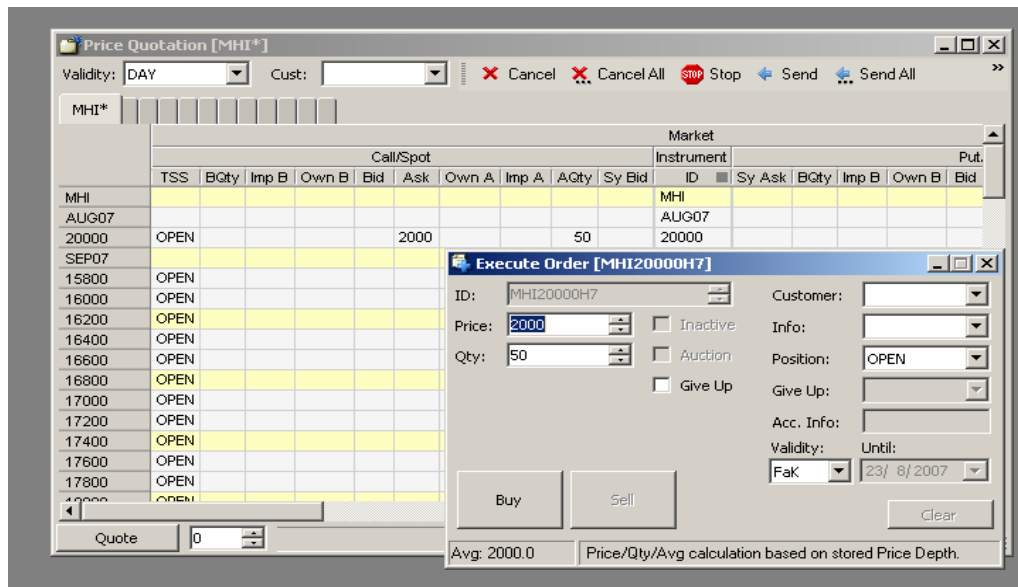 Price Quotation [MHI*]
Validity: DAY Cust: Cancel Cancel All STOP Stop Send Send All »
MHI*
Market
Call/Spot Instrument Put.
TSS BQty Imp B Own B Bid Ask Own A Imp A AQty Sy Bid ID Sy Ask BQty Imp B Own B Bid
MHI MHI
AUG07 AUG07
20000 OPEN 2000 50 20000
SEP07
15800 OPEN
16000 OPEN
16200 OPEN
16400 OPEN
16600 OPEN
16800 OPEN
17000 OPEN
17200 OPEN
17400 OPEN
17600 OPEN
17800 OPEN
OPEN
Quote 0
Execute Order [MHI20000H7]
ID: MHI20000H7 Customer:
Price: 2000 Inactive Info:
Qty: 50 Auction Position: OPEN
Give Up Give Up:
Acc. Info:
Validity: Until:
FaK 23/ 8/2007
Buy Sell Clear
Avg: 2000.0 Price/Qty/Avg calculation based on stored Price Depth.